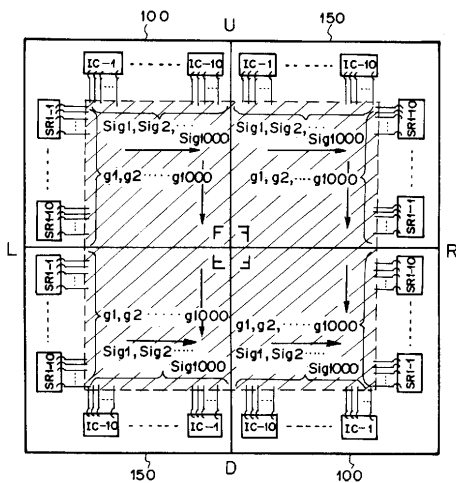 100 U 150
IC-1 ······ IC-10 IC-1 ······ IC-10
SR1-1 SR1-10
Sig1,Sig2,··· Sig1,Sig2,···
Sig1000 Sig1000
g1,g2·····g1000 g1,g2,···g1000
SR1-10 SR1-1
F F
L R
F F
SR1-1 SR1-10
g1,g2·····g1000 g1,g2,····g1000
Sig1,Sig2···· Sig1,Sig2····
SR1-10 Sig1000 Sig1000 SR1-1
IC-10 ······ IC-1 IC-10 ······ IC-1
150 D 100